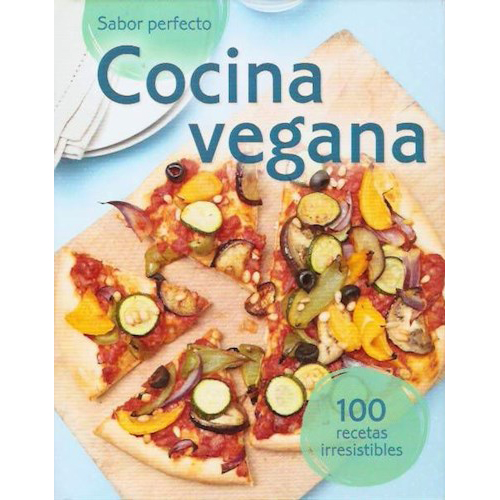 Sabor perfecto
Cocina
vegana
100
recetas
irresistibles